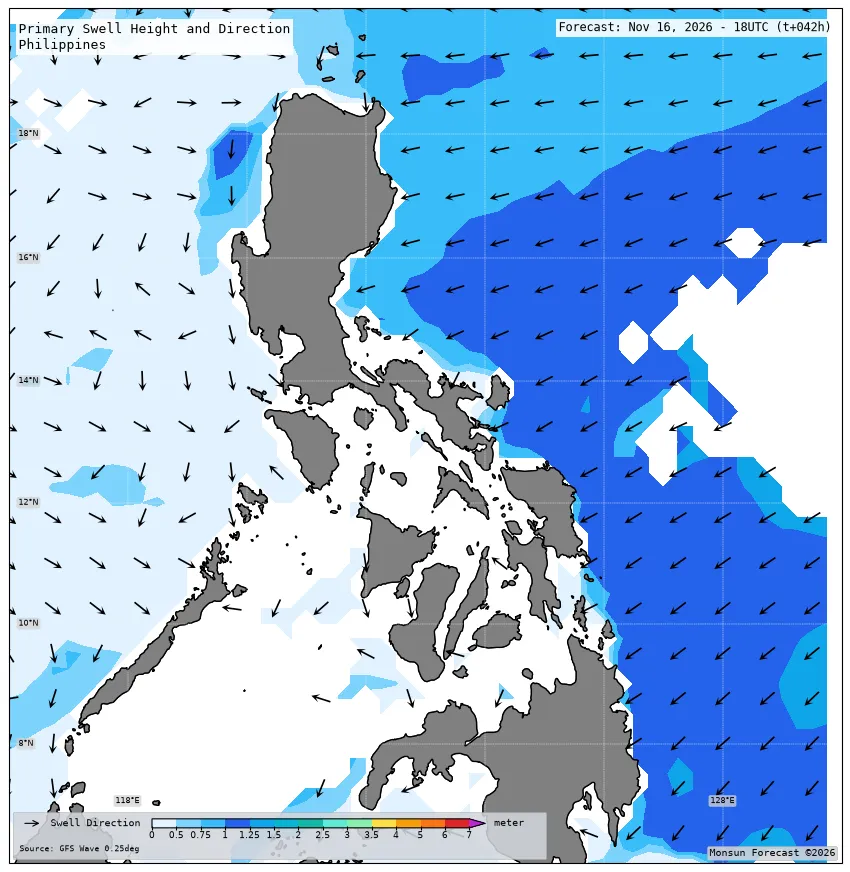 Primary Swell Height and Direction
Philippines
Forecast: Nov 16, 2026 - 18UTC (t+042h)
18°N
16°N
14°N
12°N
10°N
8°N
118°E
128°E
Swell Direction
0 0.5 0.75 1 1.25 1.5 2 2.5 3 3.5 4 5 6 7
meter
Source: GFS Wave 0.25deg
Monsun Forecast ©2026